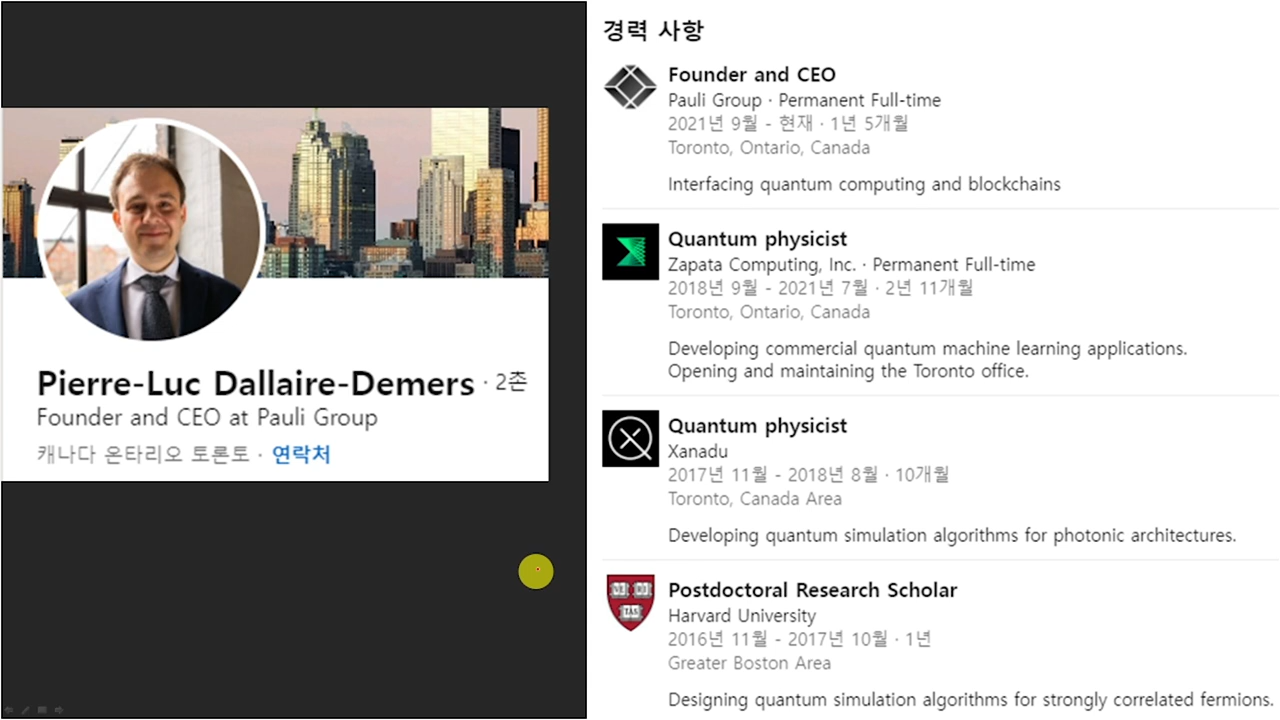 Pierre-Luc Dallaire-Demers · 2촌
Founder and CEO at Pauli Group
캐나다 온타리오 토론토 · 연락처
경력 사항
Founder and CEO
Pauli Group · Permanent Full-time
2021년 9월 - 현재 · 1년 5개월
Toronto, Ontario, Canada
Interfacing quantum computing and blockchains
Quantum physicist
Zapata Computing, Inc. · Permanent Full-time
2018년 9월 - 2021년 7월 · 2년 11개월
Toronto, Ontario, Canada
Developing commercial quantum machine learning applications.
Opening and maintaining the Toronto office.
Quantum physicist
Xanadu
2017년 11월 - 2018년 8월 · 10개월
Toronto, Canada Area
Developing quantum simulation algorithms for photonic architectures.
Postdoctoral Research Scholar
Harvard University
2016년 11월 - 2017년 10월 · 1년
Greater Boston Area
Designing quantum simulation algorithms for strongly correlated fermions.